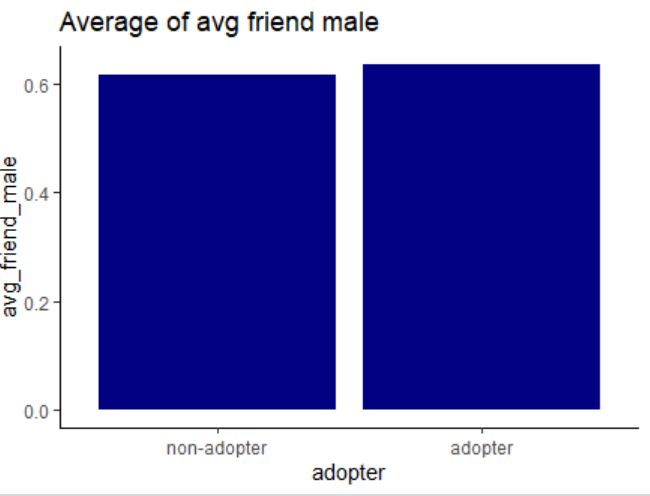 Average of avg friend male
avg_friend_male
0.6
0.4
0.2
0.0
non-adopter
adopter
adopter